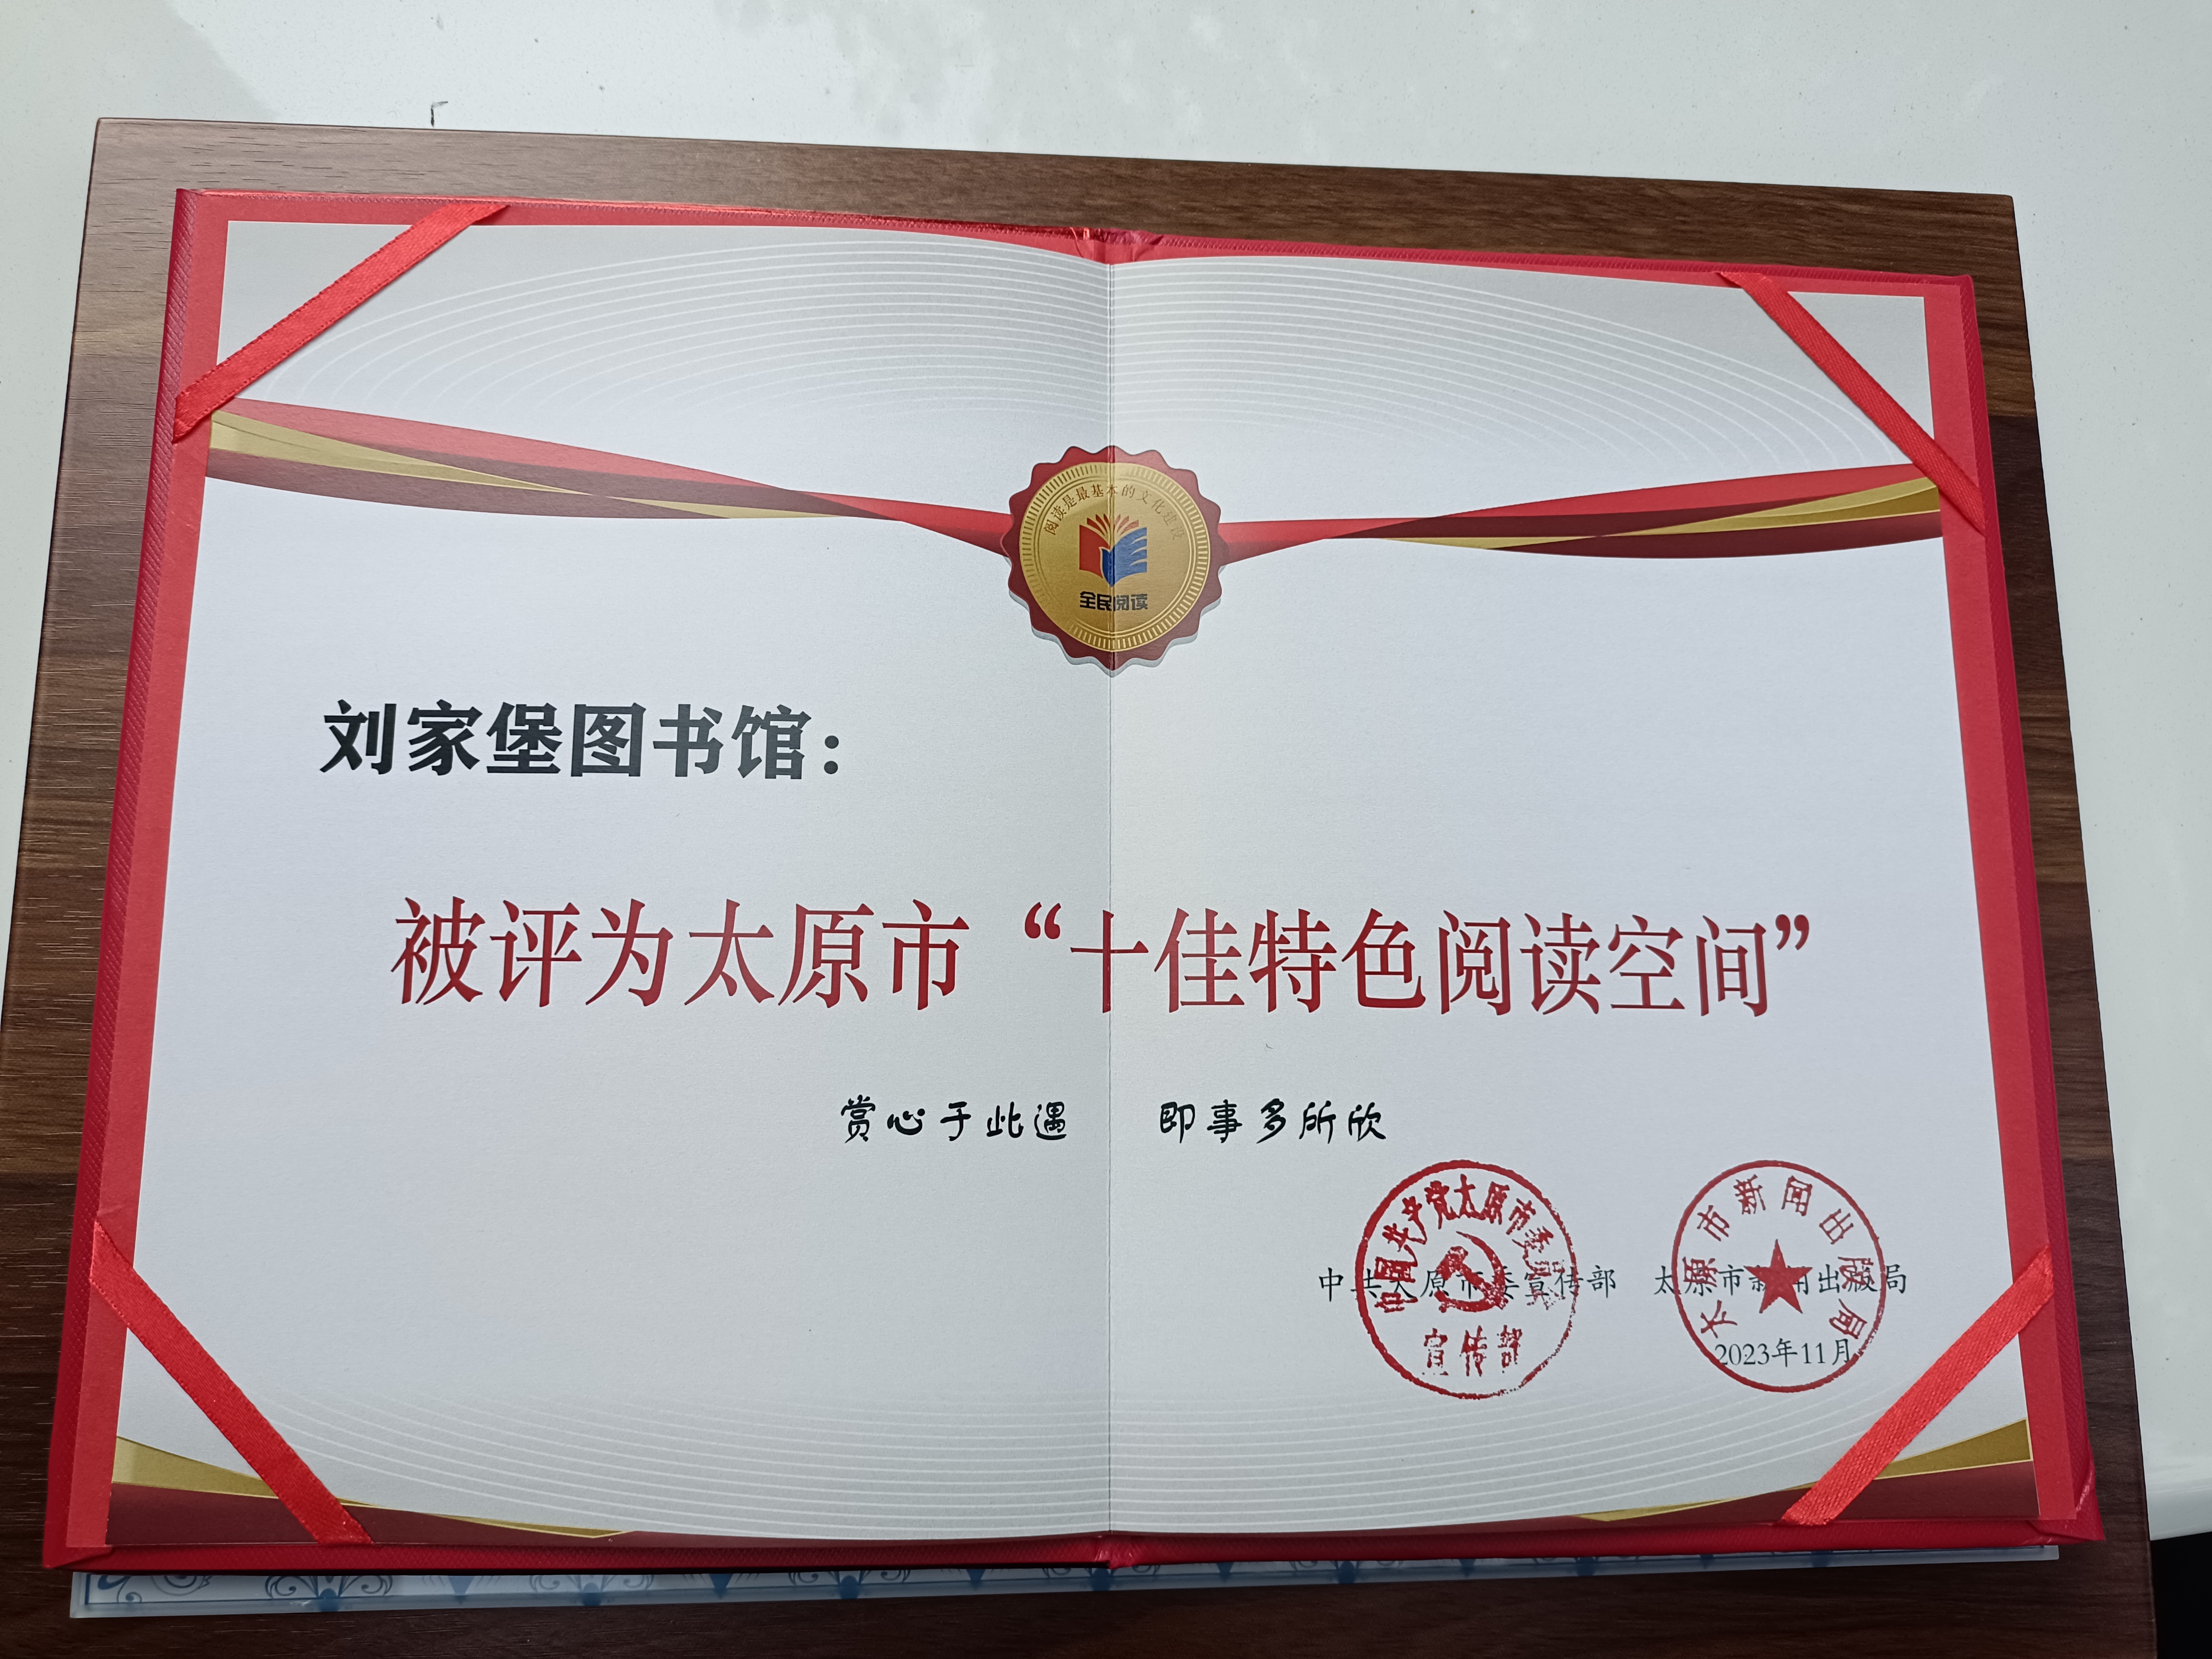 阅读是最基本的文化建设
全民阅读
刘家堡图书馆：
被评为太原市“十佳特色阅读空间”
赏心于此遇 即事多所欣
中国共产党太原市委员会
中共太原市委宣传部 太原市新闻出版局
宣传部
太原市新闻出版局
2023年11月